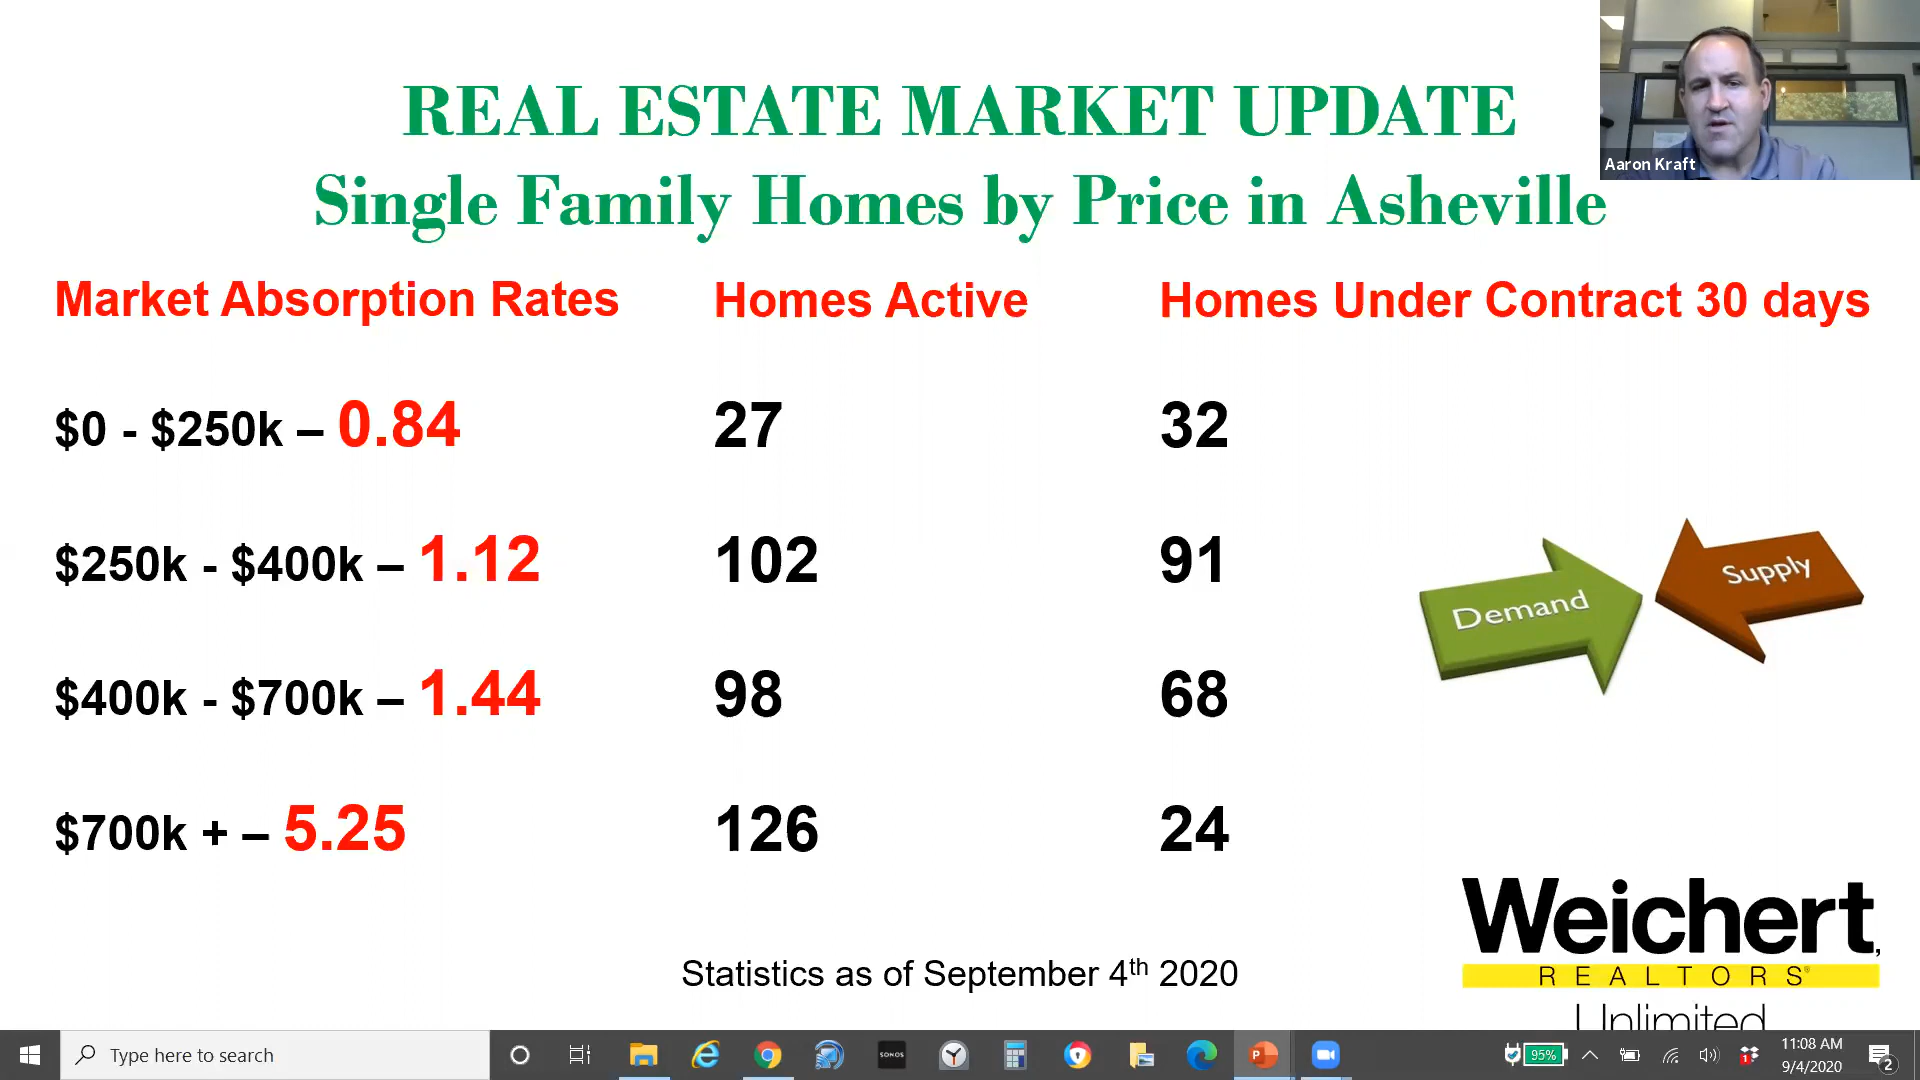 REAL ESTATE MARKET UPDATE
Single Family Homes by Price in Asheville
Aaron Kraft
Market Absorption Rates Homes Active Homes Under Contract 30 days
$0 - $250k – 0.84 27 32
$250k - $400k – 1.12 102 91
$400k - $700k – 1.44 98 68
$700k + – 5.25 126 24
Demand
Supply
Statistics as of September 4th 2020
Weichert,
REALTORS®
Unlimited
Type here to search
SONOS
95%
1
11:08 AM
9/4/2020
2